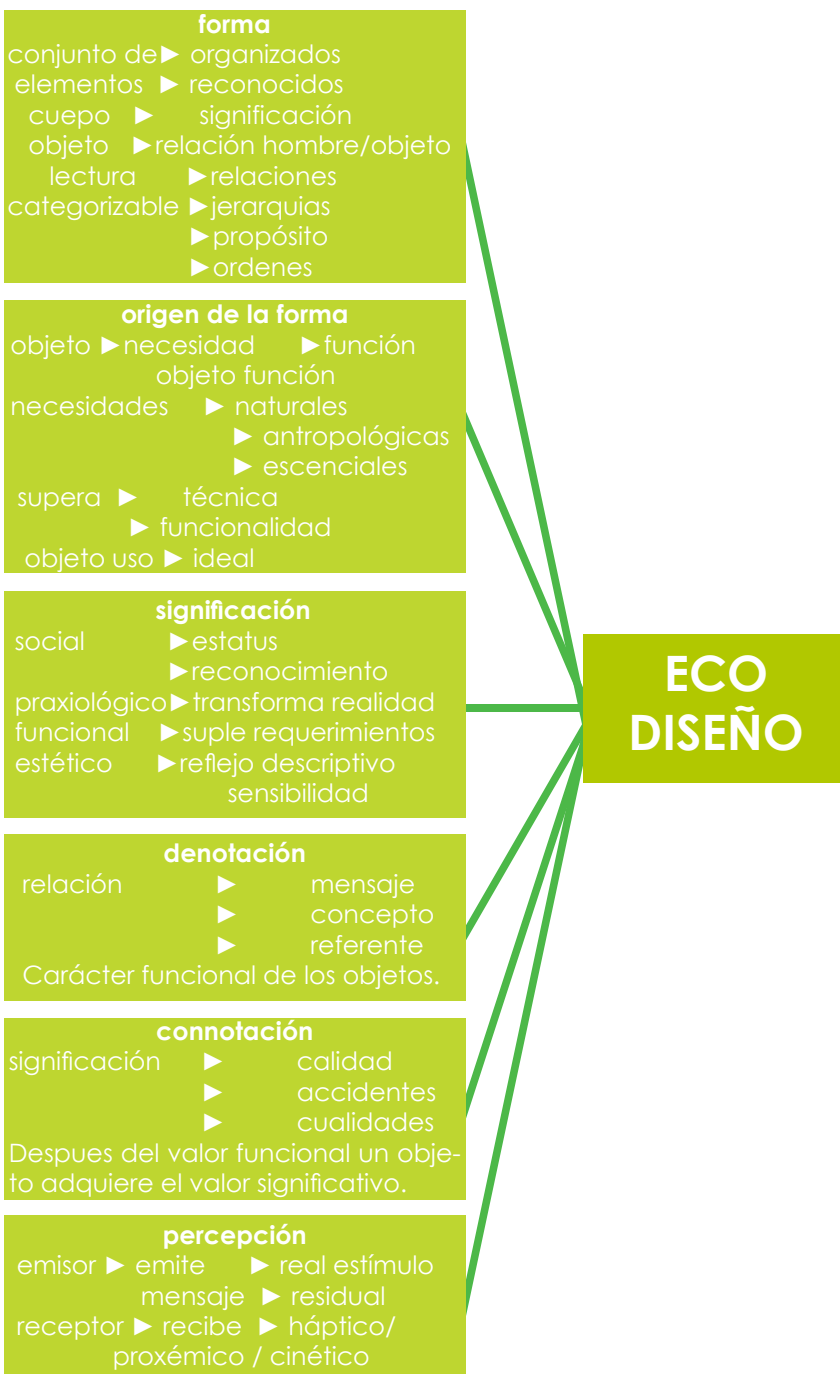 forma
conjunto de► organizados
elementos ► reconocidos
cuepo ► significación
objeto ►relación hombre/objeto
lectura ►relaciones
categorizable ►jerarquias
►propósito
►ordenes
origen de la forma
objeto ►necesidad ►función
objeto función
necesidades ► naturales
► antropológicas
► escenciales
supera ► técnica
► funcionalidad
objeto uso ► ideal
significación
social ►estatus
►reconocimiento
praxiológico►transforma realidad
funcional ►suple requerimientos
estético ►reflejo descriptivo
sensibilidad
denotación
relación ► mensaje
► concepto
► referente
Carácter funcional de los objetos.
connotación
significación ► calidad
► accidentes
► cualidades
Despues del valor funcional un obje-
to adquiere el valor significativo.
percepción
emisor ► emite ► real estímulo
mensaje ► residual
receptor ► recibe ► háptico/
proxémico / cinético
ECO
DISEÑO